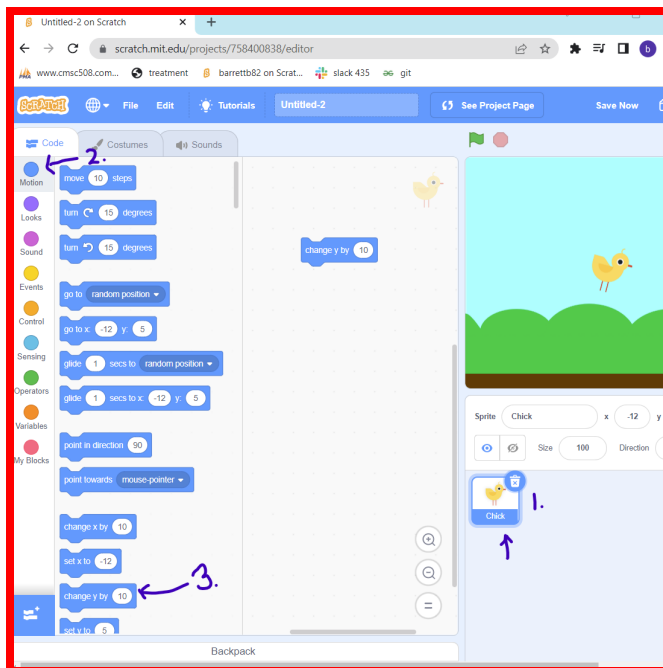 Untitled-2 on Scratch
scratch.mit.edu/projects/758400838/editor
b
www.cmsc508.com... treatment barrettb82 on Scrat... slack 435 git
SCRATCH File Edit Tutorials Untitled-2 See Project Page Save Now
Code Costumes Sounds
2.
Motion
Looks
Sound
Events
Control
Sensing
Operators
Variables
My Blocks
move 10 steps
turn 15 degrees
turn 15 degrees
go to random position
go to x: -12 y: 5
glide 1 secs to random position
glide 1 secs to x: -12 y: 5
point in direction 90
point towards mouse-pointer
change x by 10
set x to -12
change y by 10
3.
set y to 5
change y by 10
Sprite Chick x -12 y
Size 100 Direction
Chick
1.
Backpack